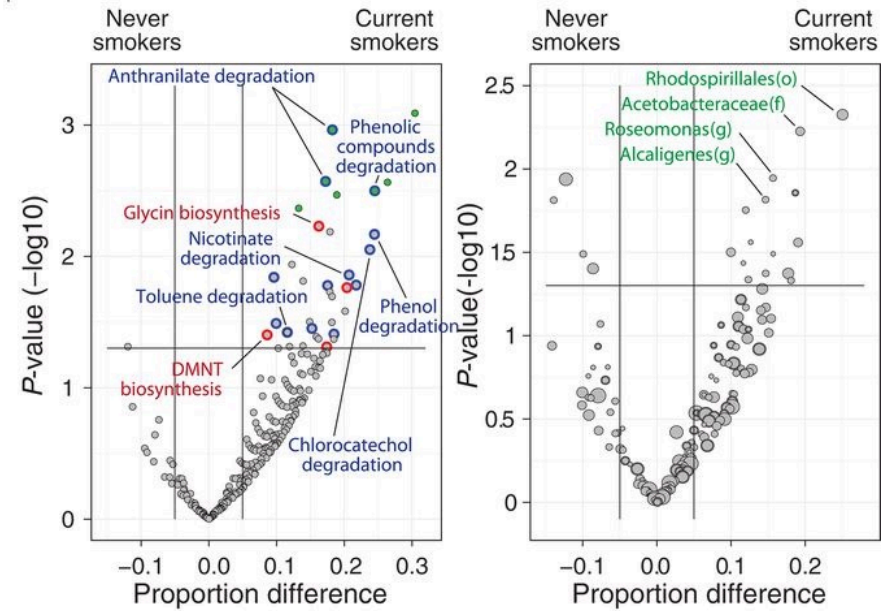 Never
smokers
Current
smokers
Anthranilate degradation
Phenolic
compounds
degradation
Glycin biosynthesis
Nicotinate
degradation
Toluene degradation
Phenol
degradation
DMNT
biosynthesis
Chlorocatechol
degradation
P-value (−log10)
3
2
1
0
−0.1
0.0
0.1
0.2
0.3
Proportion difference
Never
smokers
Current
smokers
Rhodospirillales(o)
Acetobacteraceae(f)
Roseomonas(g)
Alcaligenes(g)
P-value(-log10)
2.5
2
1.5
1
0.5
0
−0.1
0.0
0.1
0.2
Proportion difference